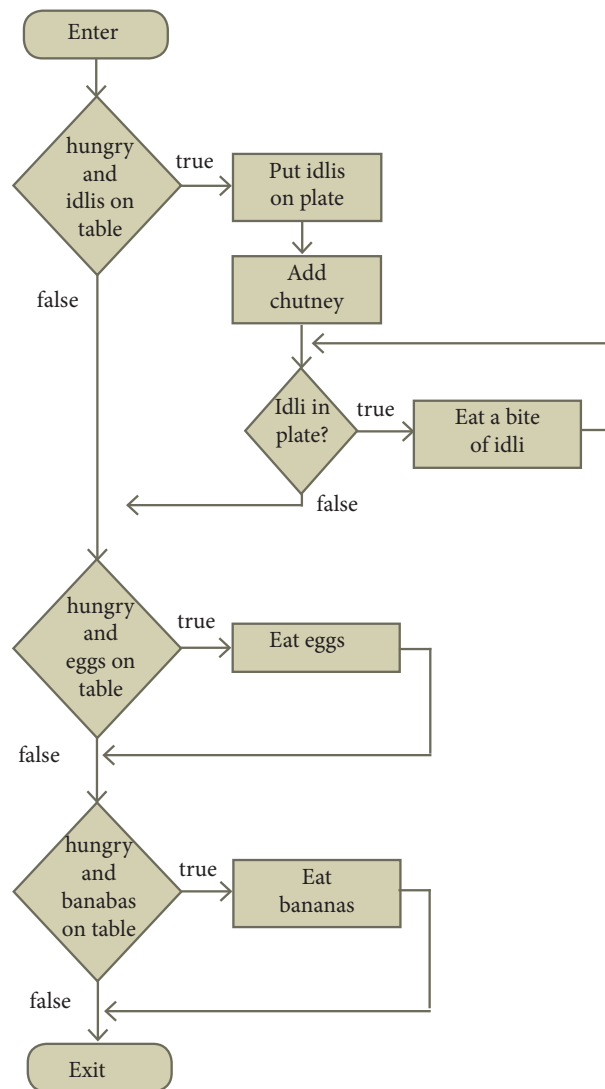 Enter
hungry
and
idlis on
table
true
Put idlis
on plate
Add
chutney
false
Idli in
plate?
true
Eat a bite
of idli
false
hungry
and
eggs on
table
true
Eat eggs
false
hungry
and
banabas
on table
true
Eat
bananas
false
Exit